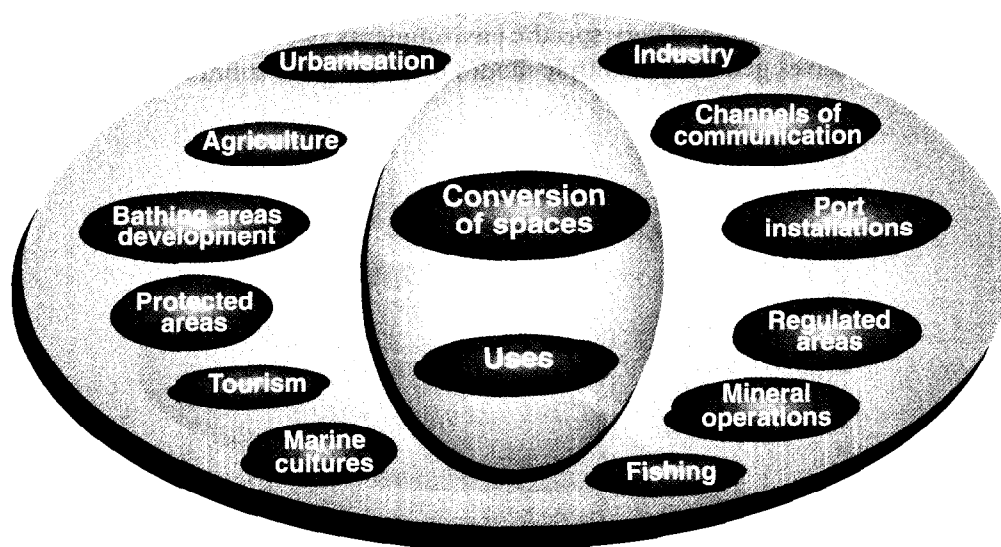 Urbanisation
Industry
Agriculture
Channels of
communication
Bathing areas
development
Conversion
of spaces
Port
installations
Protected
areas
Uses
Regulated
areas
Tourism
Mineral
operations
Marine
cultures
Fishing